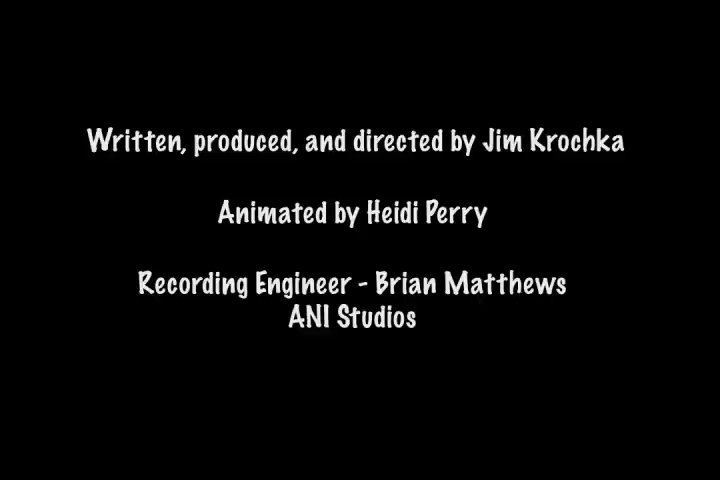 Written, produced, and directed by Jim Krochka
Animated by Heidi Perry
Recording Engineer - Brian Matthews
ANI Studios